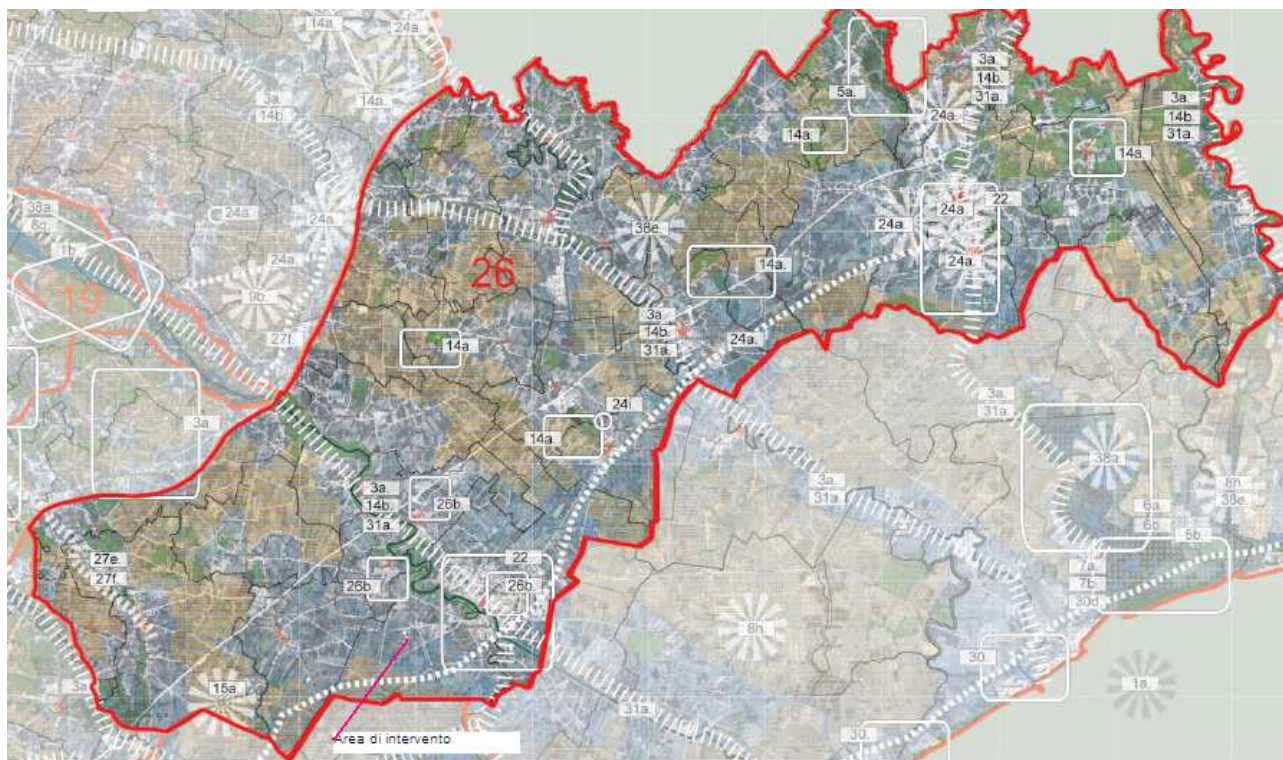 14a.
24a.
3a.
14b.
14a.
24a.
24a.
38a.
8g.
1b
19
24a.
9b.
27f.
3a.
5a.
24a.
3a.
14b.
31a.
14a.
14a.
3a.
14b.
31a.
38e.
24a.
24a.
22
24a.
14a.
26
3a.
14b.
31a.
24a.
14a.
24i
14a.
3a.
14b.
31a.
26b.
26b.
22
26b.
27e.
27f.
3a
15a.
31a.
3a.
31a.
3a.
31a.
38a.
8h.
38e.
6a.
6b.
5b.
7a.
7b.
30d.
8h.
30.
30.
1a.
Area di intervento